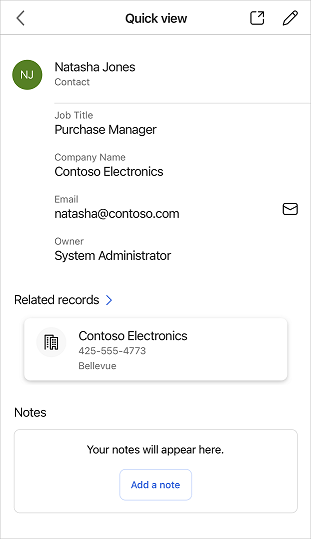 Quick view
NJ
Natasha Jones
Contact
Job Title
Purchase Manager
Company Name
Contoso Electronics
Email
natasha@contoso.com
Owner
System Administrator
Related records
Contoso Electronics
425-555-4773
Bellevue
Notes
Your notes will appear here.
Add a note